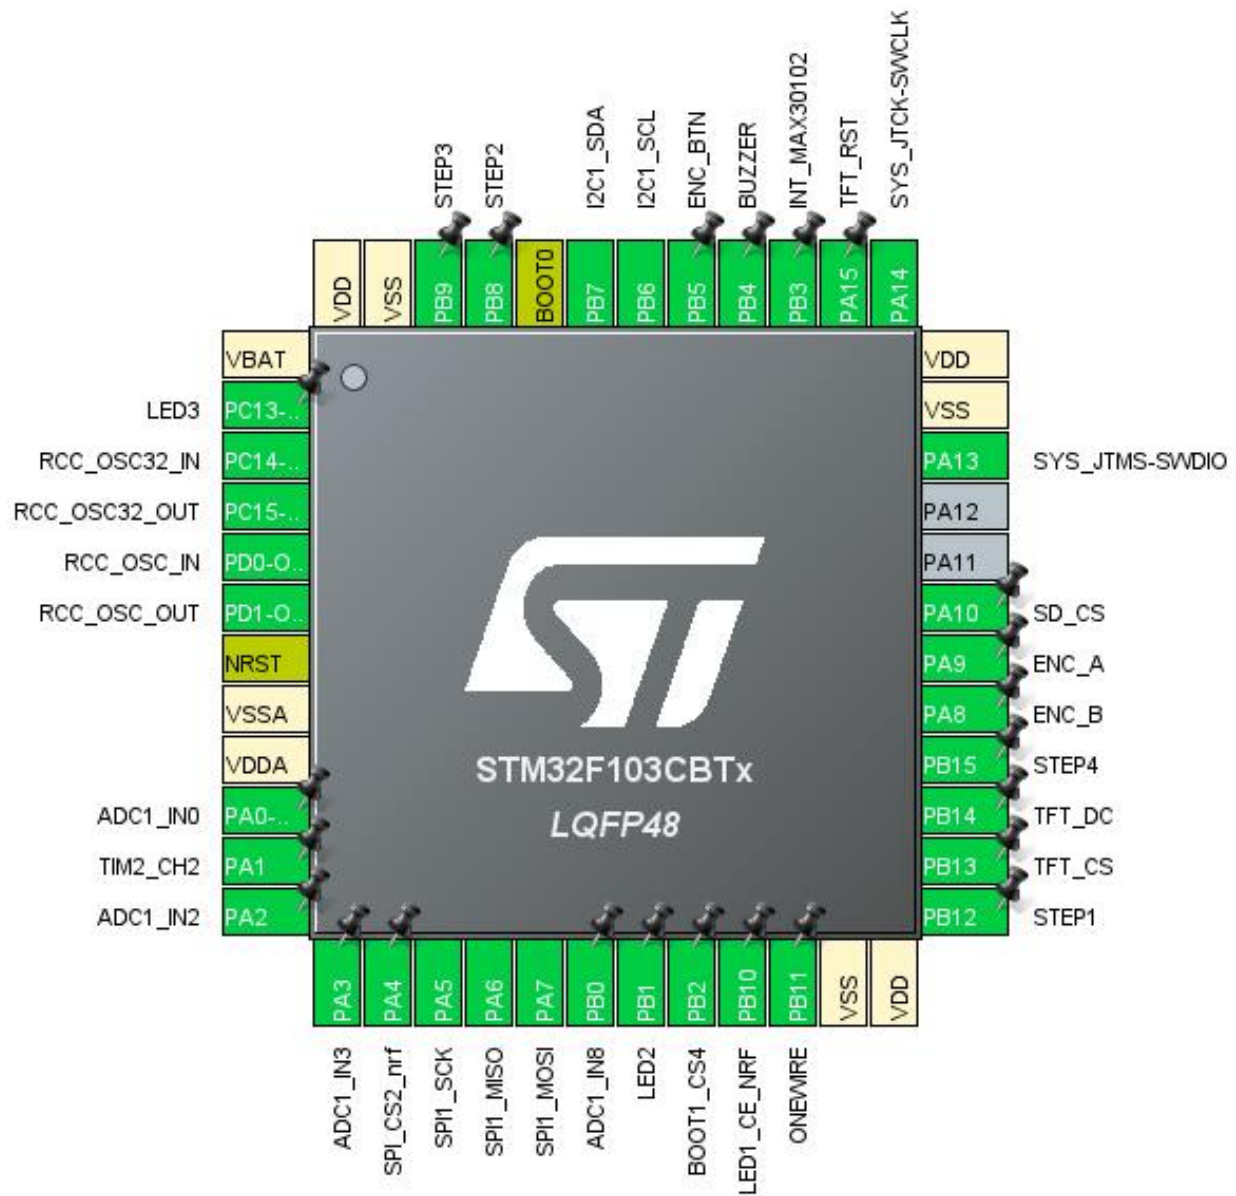 STEP3
STEP2
I2C1_SDA
I2C1_SCL
ENC_BTN
BUZZER
INT_MAX30102
TFT_RST
SYS_JTCK-SWCLK
VDD
VSS
PB9
PB8
BOOT0
PB7
PB6
PB5
PB4
PB3
PA15
PA14
VBAT
LED3 PC13-..
RCC_OSC32_IN PC14-..
RCC_OSC32_OUT PC15-..
RCC_OSC_IN PD0-O..
RCC_OSC_OUT PD1-O..
NRST
VSSA
VDDA
ADC1_IN0 PA0-..
TIM2_CH2 PA1
ADC1_IN2 PA2
VDD
VSS
PA13 SYS_JTMS-SWDIO
PA12
PA11
PA10 SD_CS
PA9 ENC_A
PA8 ENC_B
PB15 STEP4
PB14 TFT_DC
PB13 TFT_CS
PB12 STEP1
ST
STM32F103CBTx
LQFP48
PA3
PA4
PA5
PA6
PA7
PB0
PB1
PB2
PB10
PB11
VSS
VDD
ADC1_IN3
SPI_CS2_nrf
SPI1_SCK
SPI1_MISO
SPI1_MOSI
ADC1_IN8
LED2
BOOT1_CS4
LED1_CE_NRF
ONEWIRE